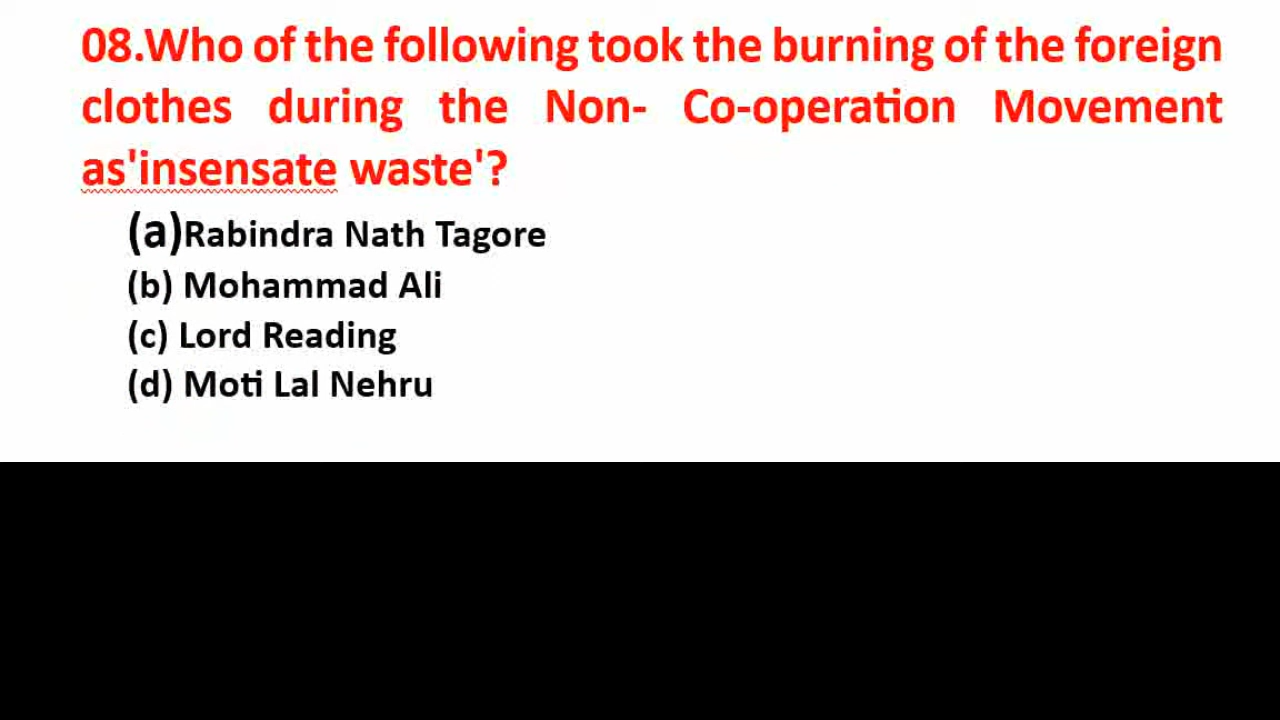 08.Who of the following took the burning of the foreign
clothes during the Non- Co-operation Movement
as'insensate waste'?
(a)Rabindra Nath Tagore
(b) Mohammad Ali
(c) Lord Reading
(d) Moti Lal Nehru